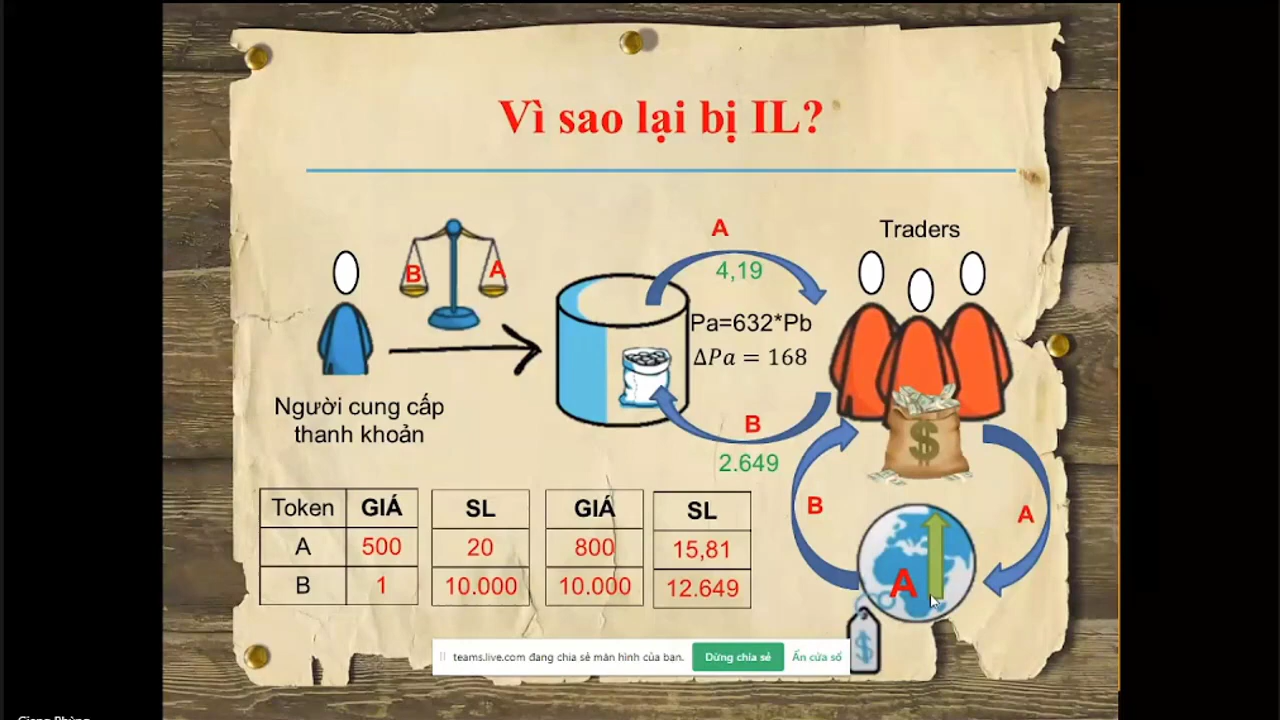 Vì sao lại bị IL?
A
4,19
Traders
B
A
Pa=632*Pb
ΔPa = 168
Người cung cấp
thanh khoản
B
2.649
$
B
A
A
$
Token GIÁ SL GIÁ SL
A 500 20 800 15,81
B 1 10.000 10.000 12.649
teams.live.com đang chia sẻ màn hình của bạn. Dừng chia sẻ Ẩn cửa sổ